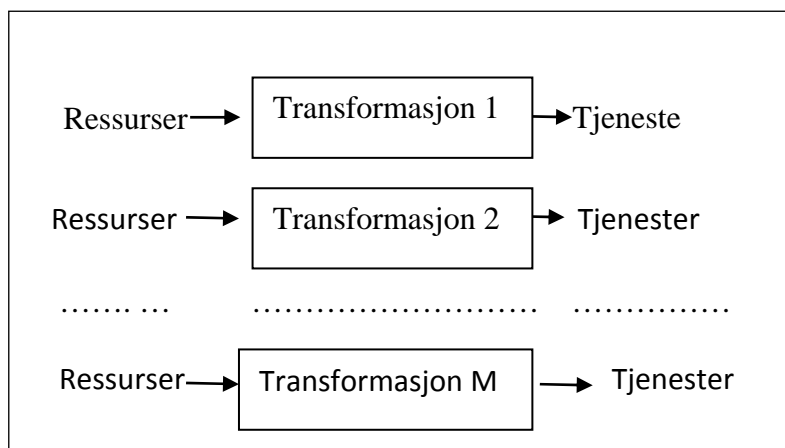 Ressurser Transformasjon 1 Tjeneste
Ressurser Transformasjon 2 Tjenester
....... ... ........................... ...............
Ressurser Transformasjon M Tjenester